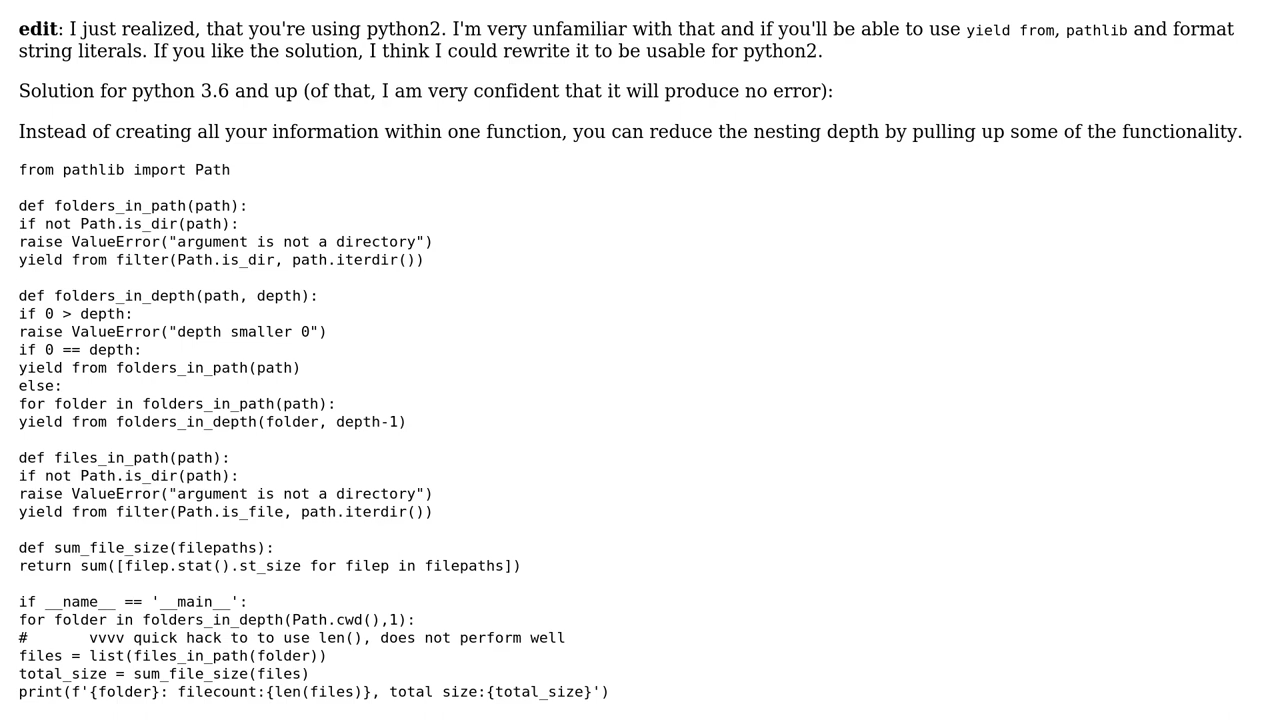 edit: I just realized, that you're using python2. I'm very unfamiliar with that and if you'll be able to use yield from, pathlib and format
string literals. If you like the solution, I think I could rewrite it to be usable for python2.
Solution for python 3.6 and up (of that, I am very confident that it will produce no error):
Instead of creating all your information within one function, you can reduce the nesting depth by pulling up some of the functionality.
from pathlib import Path
def folders_in_path(path):
if not Path.is_dir(path):
raise ValueError("argument is not a directory")
yield from filter(Path.is_dir, path.iterdir())
def folders_in_depth(path, depth):
if 0 > depth:
raise ValueError("depth smaller 0")
if 0 == depth:
yield from folders_in_path(path)
else:
for folder in folders_in_path(path):
yield from folders_in_depth(folder, depth-1)
def files_in_path(path):
if not Path.is_dir(path):
raise ValueError("argument is not a directory")
yield from filter(Path.is_file, path.iterdir())
def sum_file_size(filepaths):
return sum([filep.stat().st_size for filep in filepaths])
if __name__ == '__main__':
for folder in folders_in_depth(Path.cwd(),1):
#       vvvv quick hack to to use len(), does not perform well
files = list(files_in_path(folder))
total_size = sum_file_size(files)
print(f'{folder}: filecount:{len(files)}, total size:{total_size}')